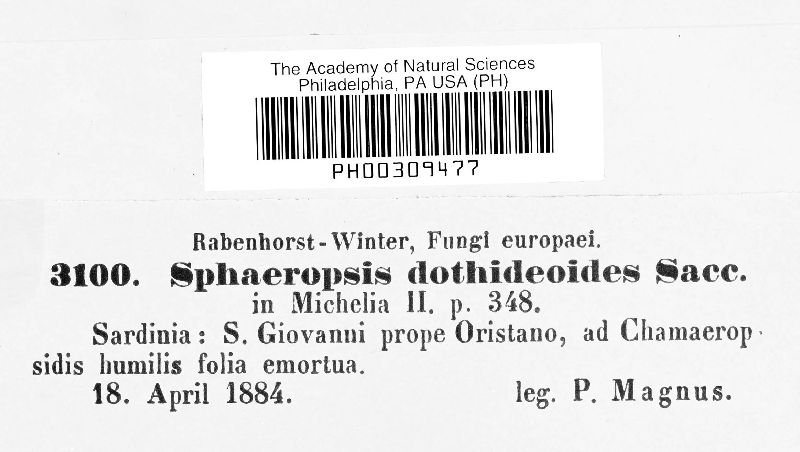 The Academy of Natural Sciences
Philadelphia, PA USA (PH)
PH00309477
Rabenhorst-Winter, Fungi europaei.
3100. Sphaeropsis dothideoides Sacc.
in Michelia II. p. 348.
Sardinia: S. Giovanni prope Oristano, ad Chamaerop-
sidis humilis folia emortua.
18. April 1884. leg. P. Magnus.